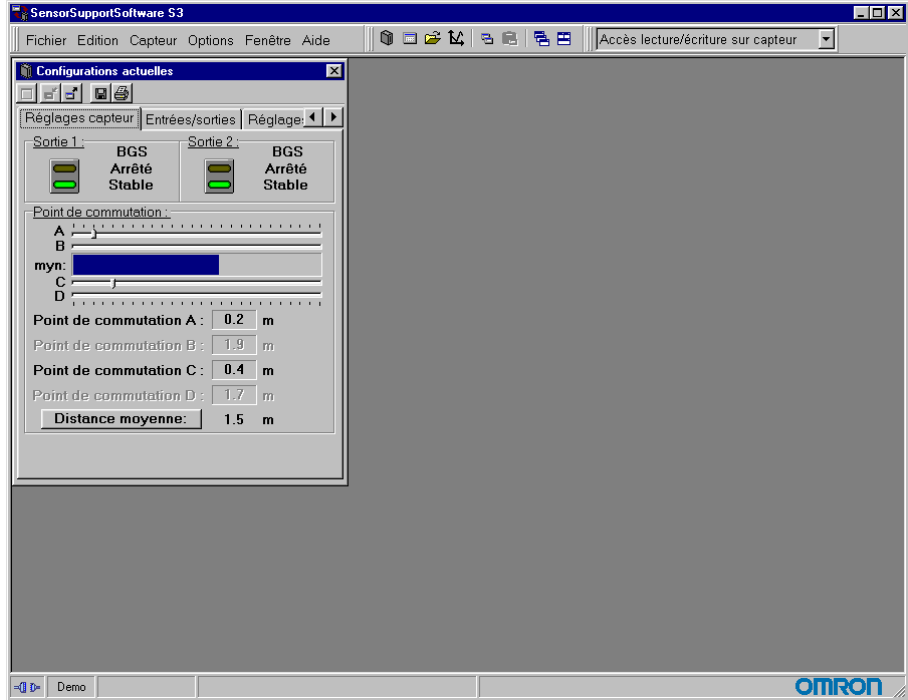 SensorSupportSoftware S3
Fichier Edition Capteur Options Fenêtre Aide
Accès lecture/écriture sur capteur
Configurations actuelles
Réglages capteur Entrées/sorties Réglage
Sortie 1 : Sortie 2 :
BGS BGS
Arrêté Arrêté
Stable Stable
Point de commutation :
A
B
myn:
C
D
Point de commutation A : 0.2 m
Point de commutation B : 1.9 m
Point de commutation C : 0.4 m
Point de commutation D : 1.7 m
Distance moyenne: 1.5 m
Demo
OMRON